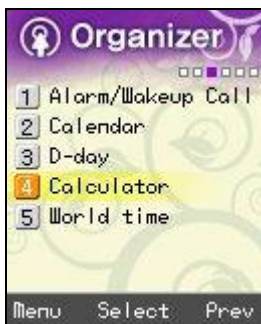 Organizer
1 Alarm/Wakeup Call
2 Calendar
3 D-day
4 Calculator
5 World time
Menu Select Prev